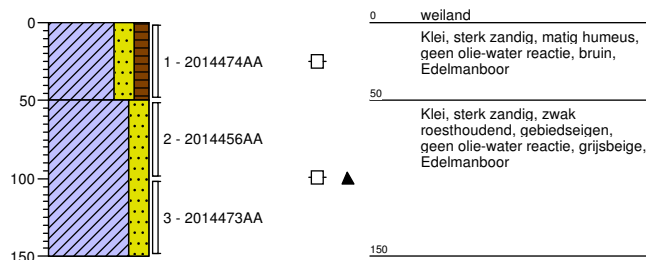 0
50
100
150
1 - 2014474AA
2 - 2014456AA
3 - 2014473AA
0 weiland
Klei, sterk zandig, matig humeus,
geen olie-water reactie, bruin,
Edelmanboor
50
Klei, sterk zandig, zwak
roesthoudend, gebiedseigen,
geen olie-water reactie, grijsbeige,
Edelmanboor
150